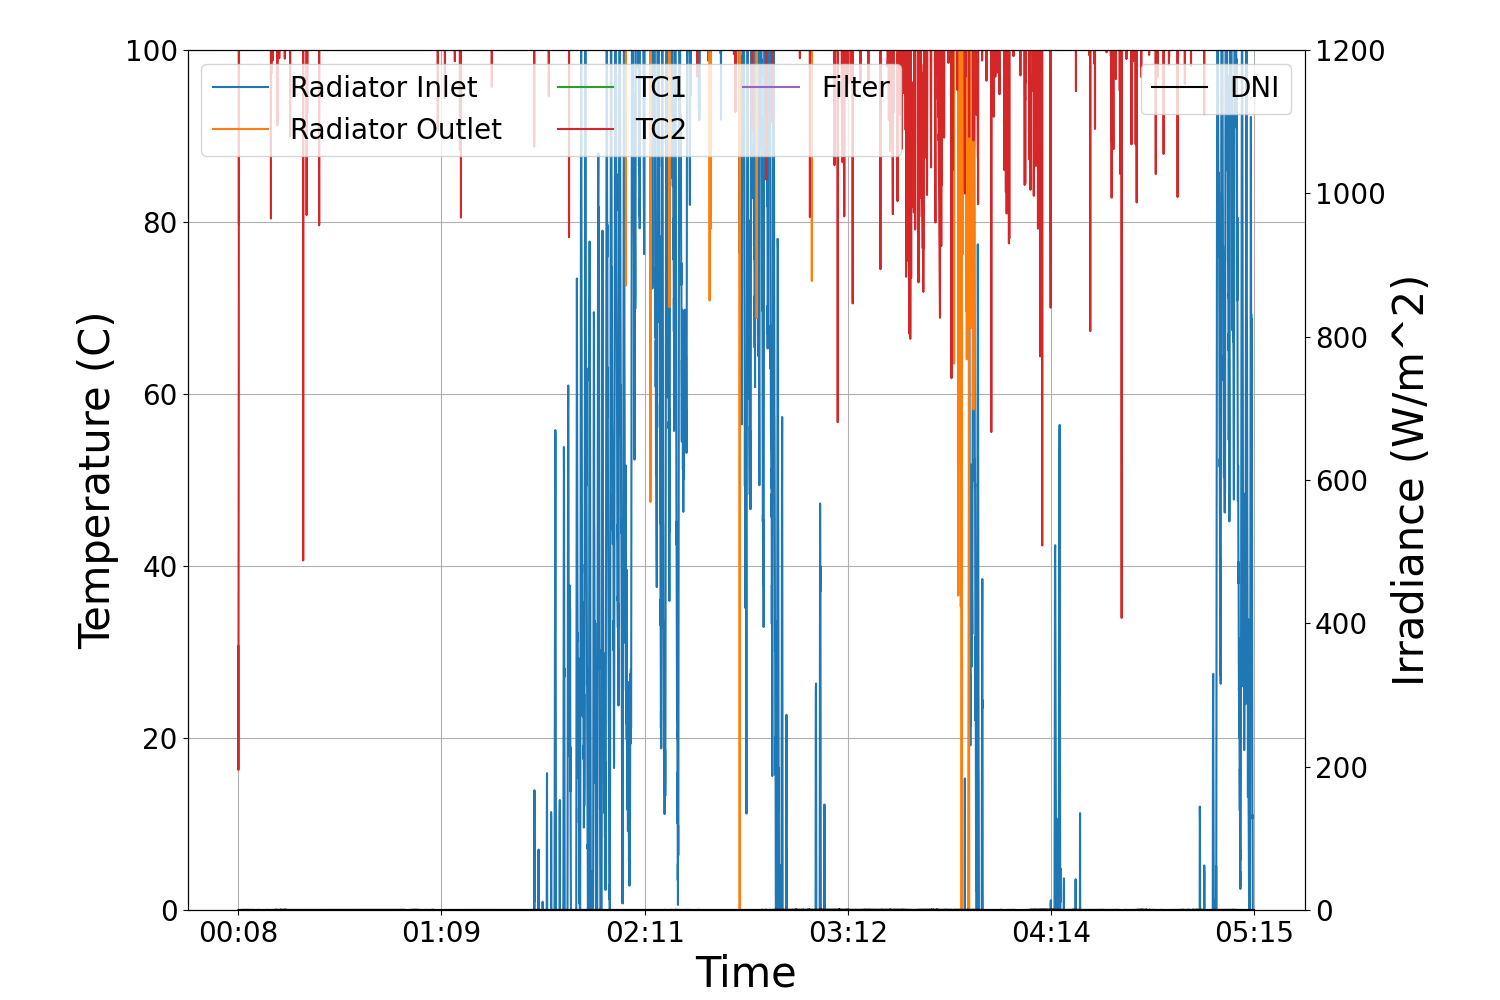 100
80
60
40
20
0
Temperature (C)
Radiator Inlet
Radiator Outlet
TC1
TC2
Filter
DNI
1200
1000
800
600
400
200
0
Irradiance (W/m^2)
00:08
01:09
02:11
03:12
04:14
05:15
Time